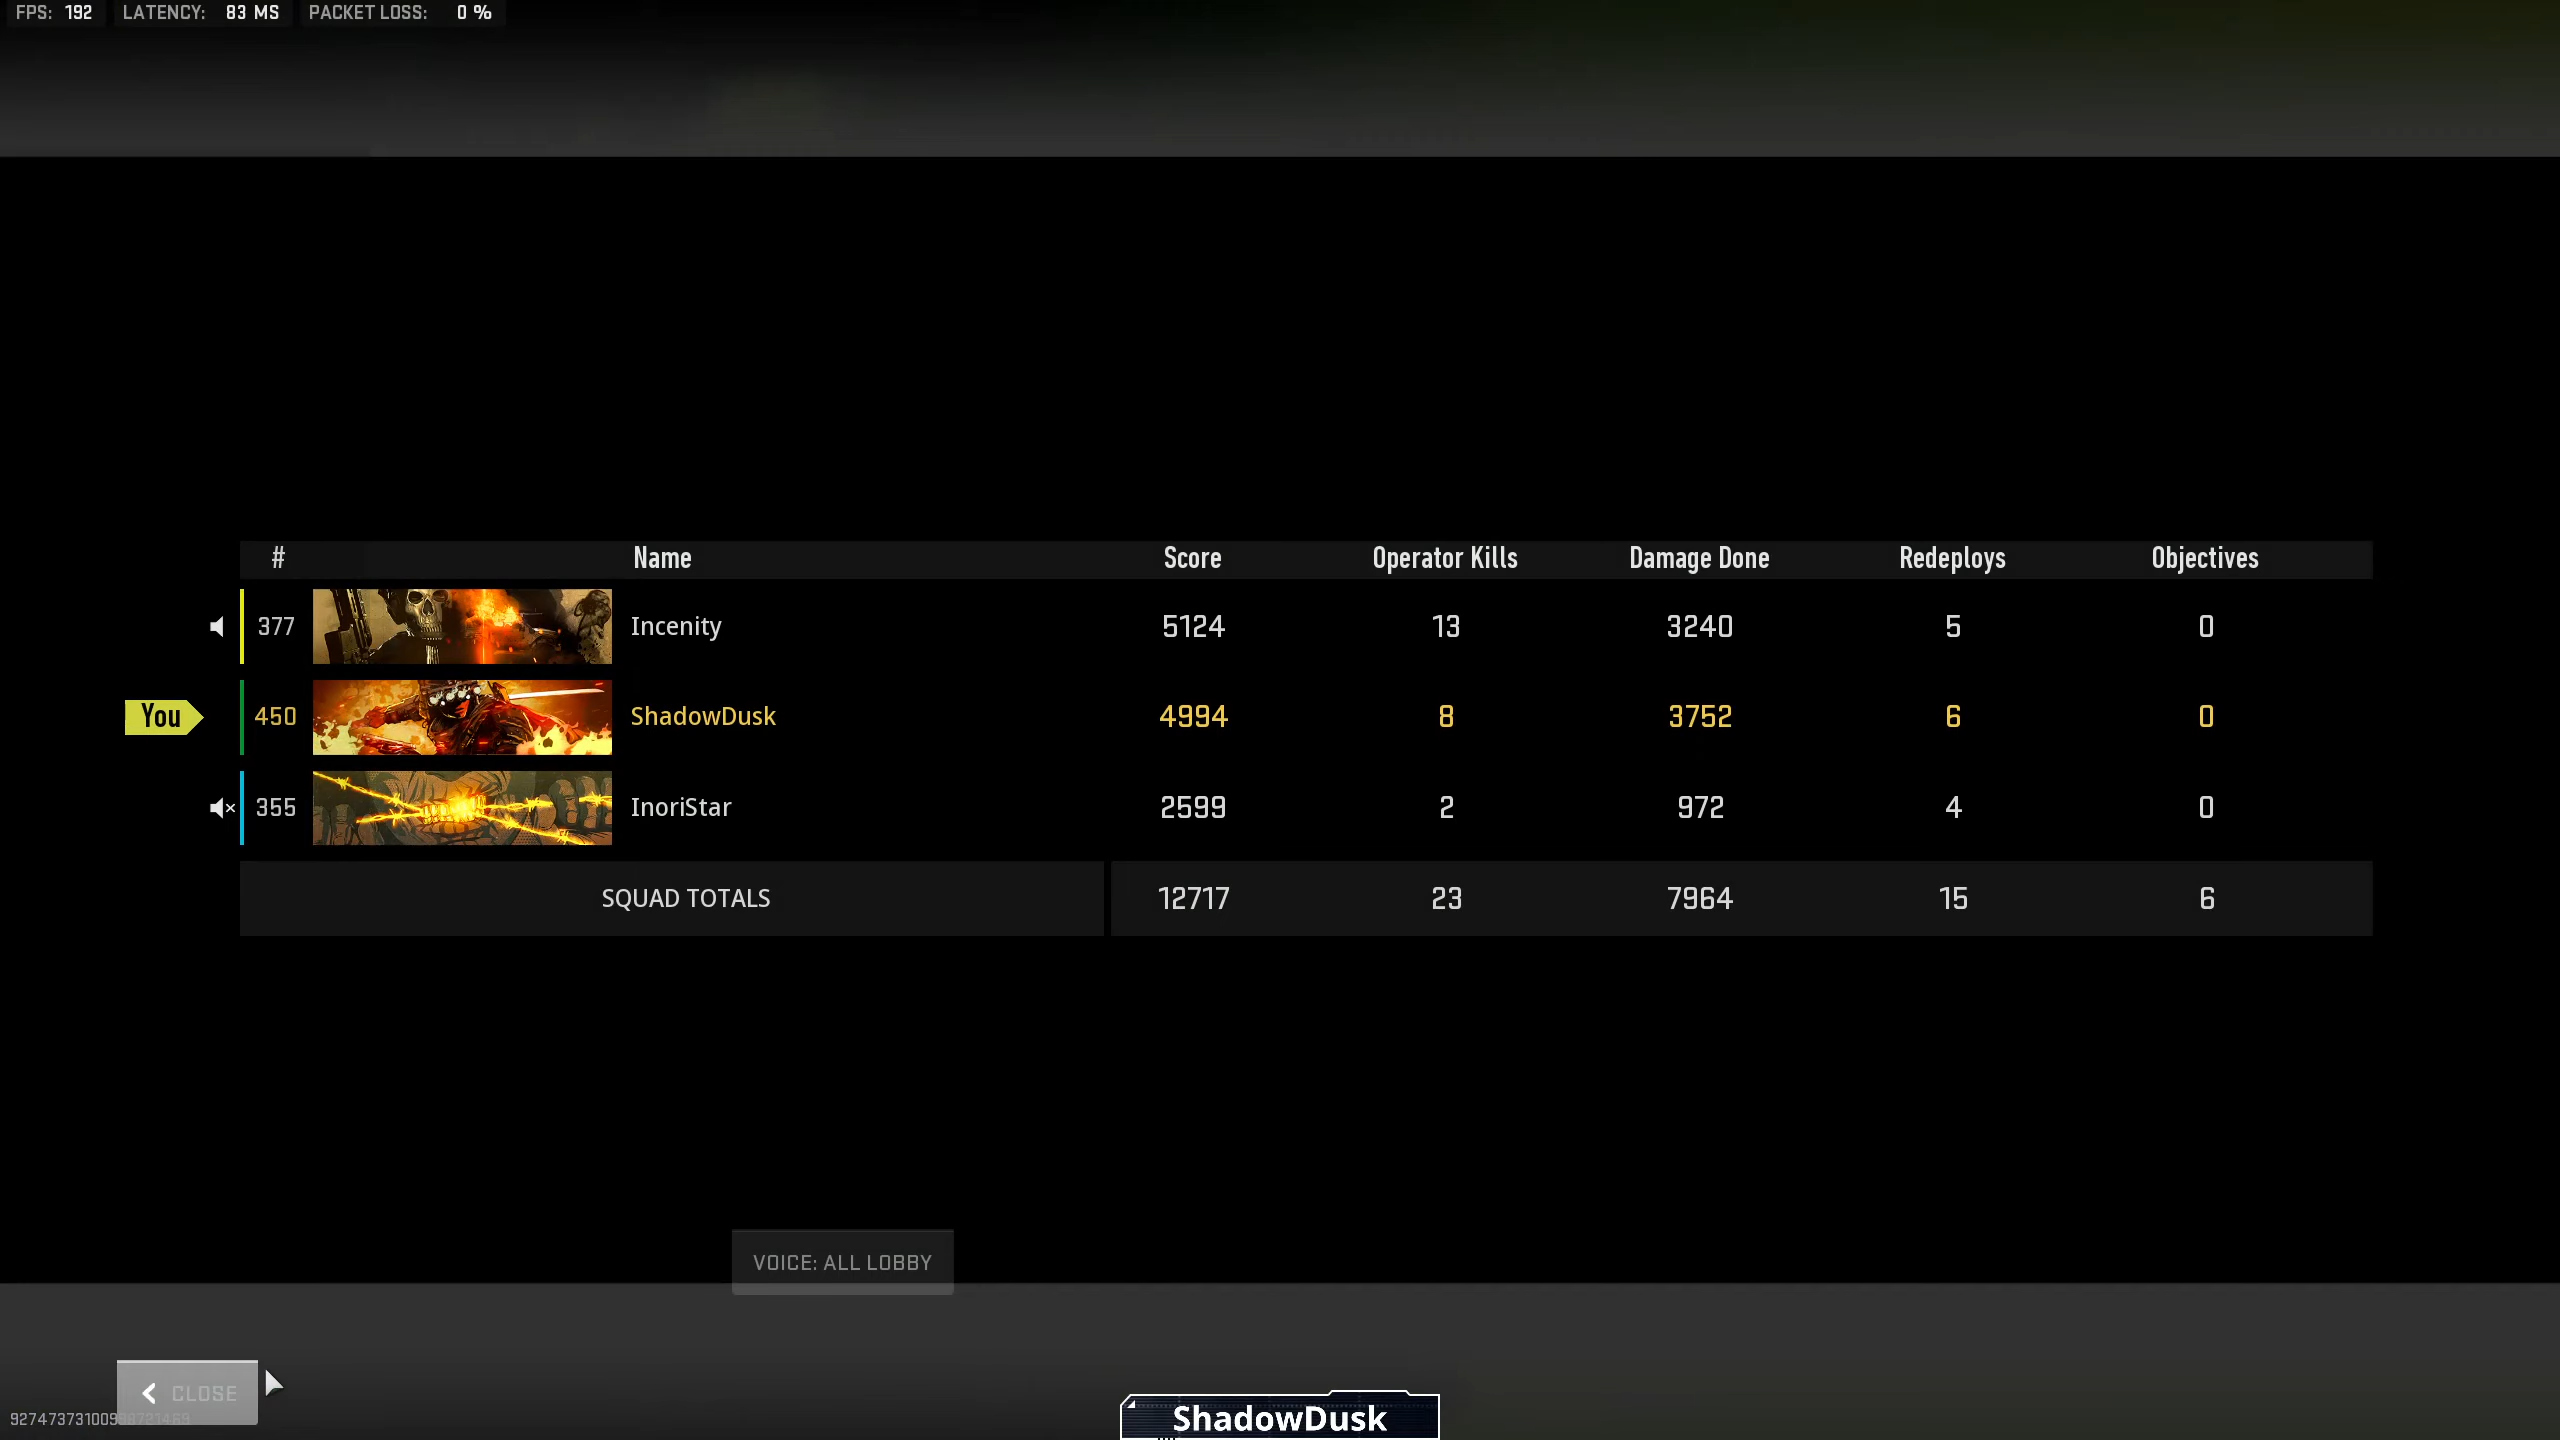 FPS: 192 LATENCY: 83 MS PACKET LOSS: 0 %
# Name Score Operator Kills Damage Done Redeploys Objectives
377 Incenity 5124 13 3240 5 0
You 450 ShadowDusk 4994 8 3752 6 0
355 InoriStar 2599 2 972 4 0
SQUAD TOTALS 12717 23 7964 15 6
VOICE: ALL LOBBY
CLOSE
ShadowDusk